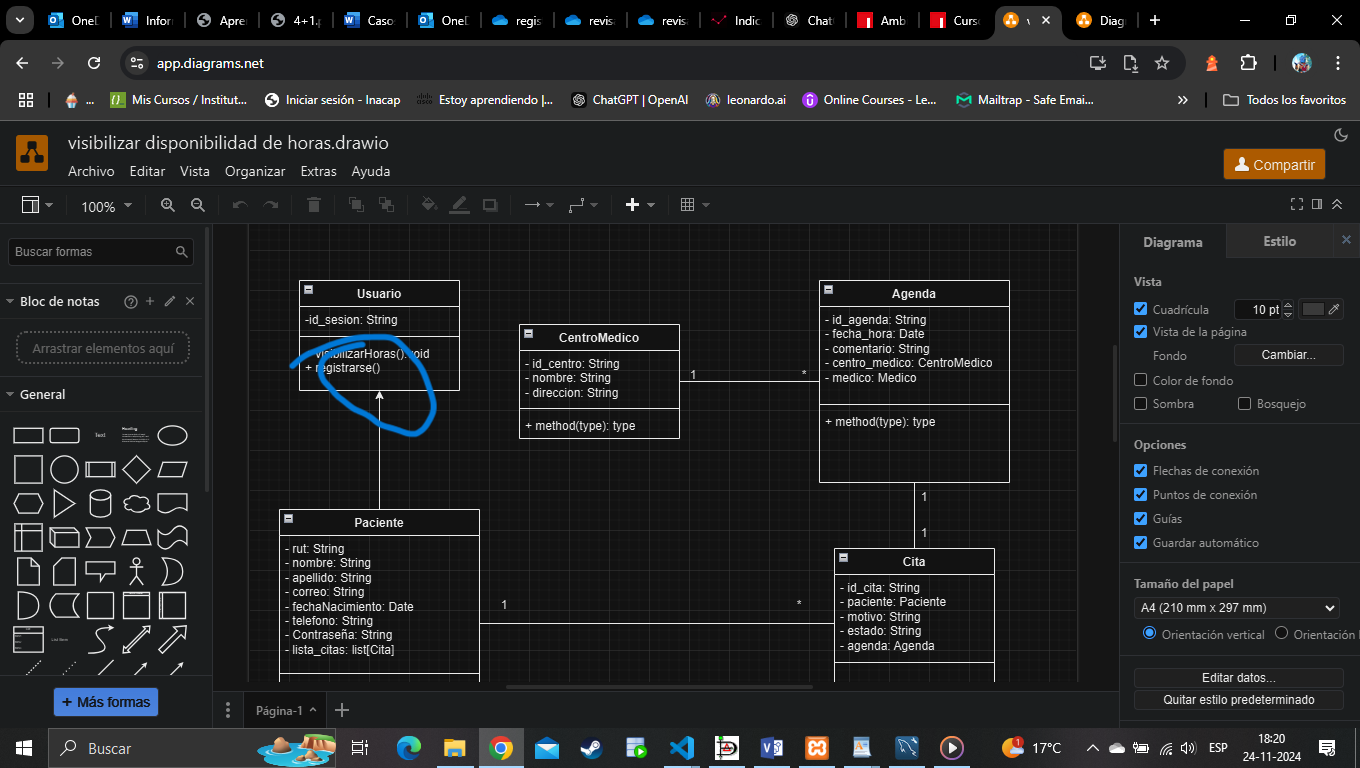 OneD
Inform
Apre
4+1.p
Caso
OneD
regis
revisa
revisa
Indic
Chat
Amb
Curso
Diag
app.diagrams.net
...
Mis Cursos / Institut...
Iniciar sesión - Inacap
Estoy aprendiendo |...
ChatGPT | OpenAI
leonardo.ai
Online Courses - Le...
Mailtrap - Safe Emai...
Todos los favoritos
visibilizar disponibilidad de horas.drawio
Archivo Editar Vista Organizar Extras Ayuda
Compartir
100%
Buscar formas
Bloc de notas
Arrastrar elementos aquí
General
Text
Heading
List Item
+ Más formas
Usuario
-id_sesion: String
visibilizarHoras(): void
+ registrarse()
CentroMedico
- id_centro: String
- nombre: String
- direccion: String
+ method(type): type
1
*
Agenda
- id_agenda: String
- fecha_hora: Date
- comentario: String
- centro_medico: CentroMedico
- medico: Medico
+ method(type): type
1
1
Paciente
- rut: String
- nombre: String
- apellido: String
- correo: String
- fechaNacimiento: Date
- telefono: String
- Contraseña: String
- lista_citas: list[Cita]
1
*
Cita
- id_cita: String
- paciente: Paciente
- motivo: String
- estado: String
- agenda: Agenda
Página-1
Diagrama
Estilo
Vista
Cuadrícula
10 pt
Vista de la página
Fondo
Cambiar...
Color de fondo
Sombra
Bosquejo
Opciones
Flechas de conexión
Puntos de conexión
Guías
Guardar automático
Tamaño del papel
A4 (210 mm x 297 mm)
Orientación vertical
Orientación
Editar datos...
Quitar estilo predeterminado
Buscar
1
17°C
ESP
18:20
24-11-2024